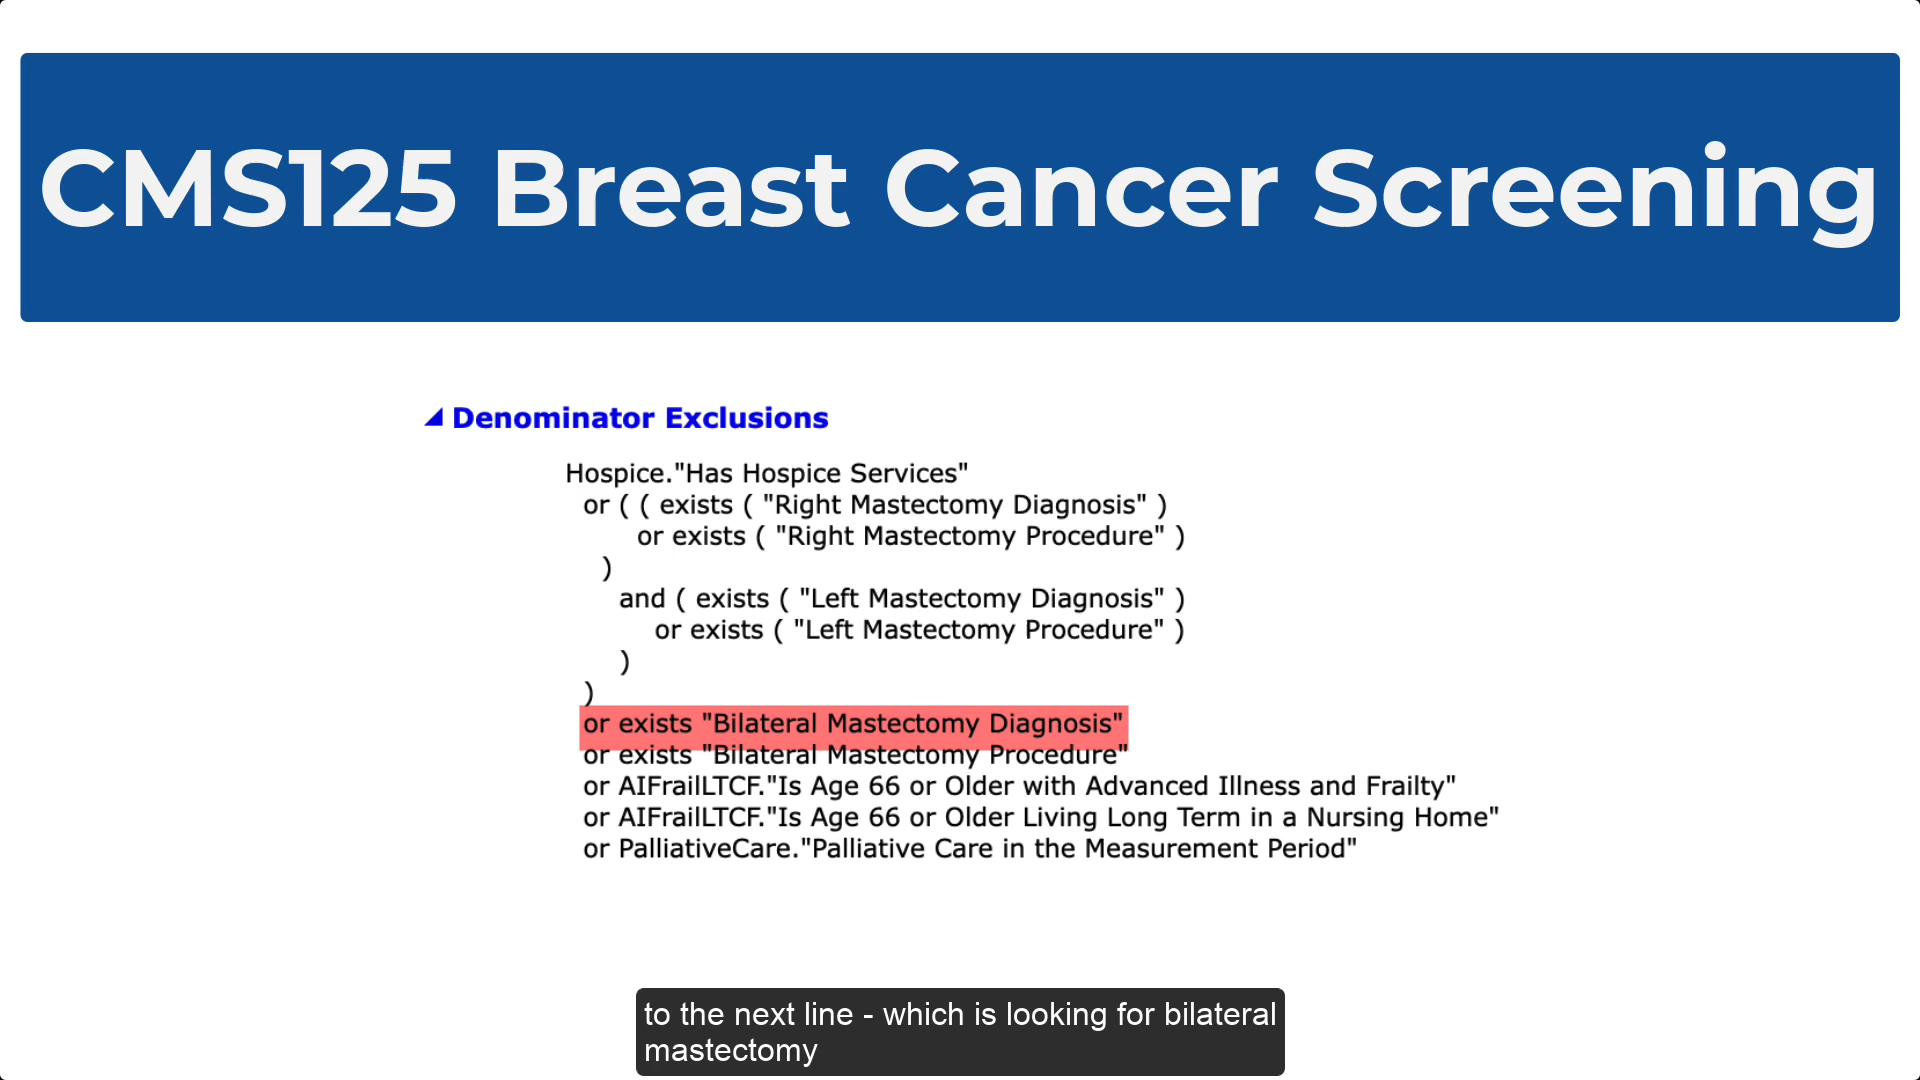 CMS125 Breast Cancer Screening
Denominator Exclusions
Hospice."Has Hospice Services"
or ( ( exists ( "Right Mastectomy Diagnosis" )
or exists ( "Right Mastectomy Procedure" )
)
and ( exists ( "Left Mastectomy Diagnosis" )
or exists ( "Left Mastectomy Procedure" )
)
)
or exists "Bilateral Mastectomy Diagnosis"
or exists "Bilateral Mastectomy Procedure"
or AIFrailLTCF."Is Age 66 or Older with Advanced Illness and Frailty"
or AIFrailLTCF."Is Age 66 or Older Living Long Term in a Nursing Home"
or PalliativeCare."Palliative Care in the Measurement Period"
to the next line - which is looking for bilateral
mastectomy